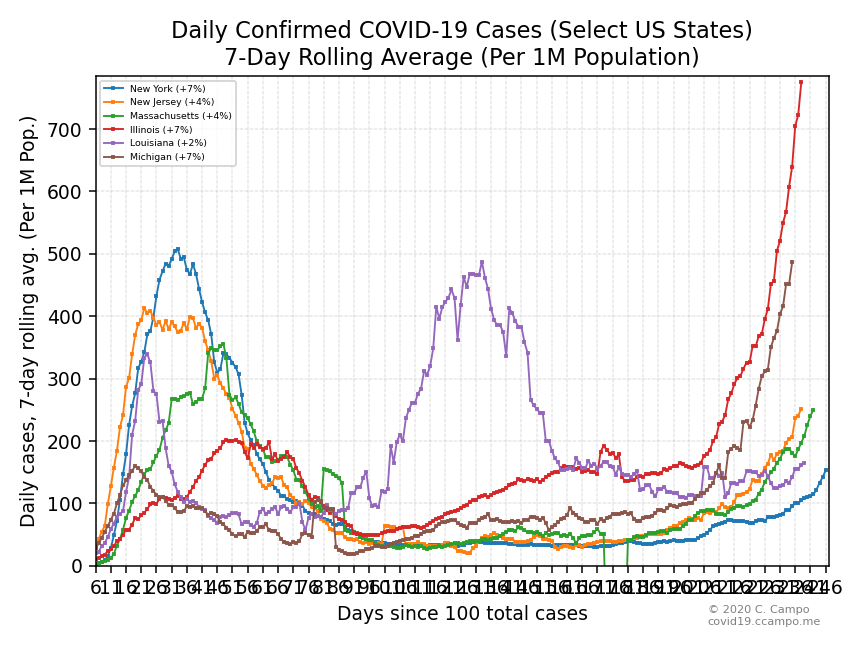 Daily Confirmed COVID-19 Cases (Select US States)
7-Day Rolling Average (Per 1M Population)
New York (+7%)
New Jersey (+4%)
Massachusetts (+4%)
Illinois (+7%)
Louisiana (+2%)
Michigan (+7%)
Daily cases, 7-day rolling avg. (Per 1M Pop.)
700
600
500
400
300
200
100
0
Days since 100 total cases
© 2020 C. Campo
covid19.ccampo.me